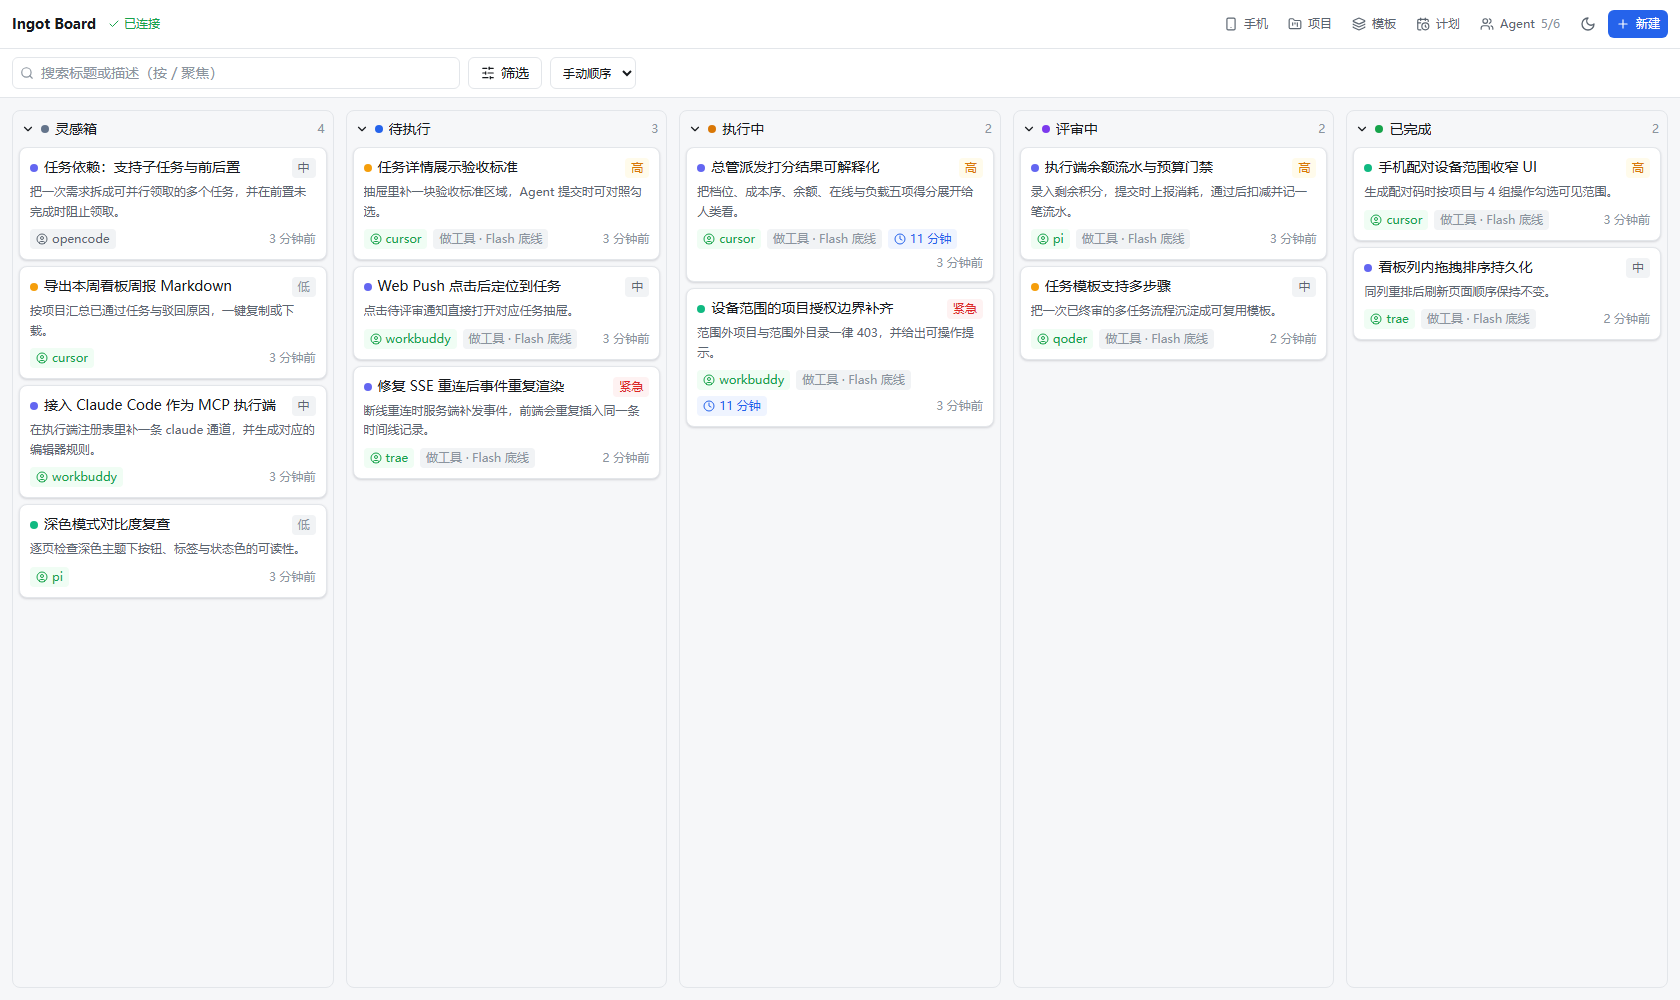 Ingot Board 已连接
手机 项目 模板 计划 Agent 5/6 新建
搜索标题或描述（按 / 聚焦） 筛选 手动顺序
灵感箱 4
任务依赖：支持子任务与前后置 中
把一次需求拆成可并行领取的多个任务，并在前置未
完成时阻止领取。
opencode 3 分钟前
导出本周看板周报 Markdown 低
按项目汇总已通过任务与驳回原因，一键复制或下
载。
cursor 3 分钟前
接入 Claude Code 作为 MCP 执行端 中
在执行端注册表里补一条 claude 通道，并生成对应的
编辑器规则。
workbuddy 3 分钟前
深色模式对比度复查 低
逐页检查深色主题下按钮、标签与状态色的可读性。
pi 3 分钟前
待执行 3
任务详情展示验收标准 高
抽屉里补一块验收标准区域，Agent 提交时可对照勾
选。
cursor 做工具 · Flash 底线 3 分钟前
Web Push 点击后定位到任务 中
点击待评审通知直接打开对应任务抽屉。
workbuddy 做工具 · Flash 底线 3 分钟前
修复 SSE 重连后事件重复渲染 紧急
断线重连时服务端补发事件，前端会重复插入同一条
时间线记录。
trae 做工具 · Flash 底线 2 分钟前
执行中 2
总管派发打分结果可解释化 高
把档位、成本序、余额、在线与负载五项得分展开给
人类看。
cursor 做工具 · Flash 底线 11 分钟
3 分钟前
设备范围的项目授权边界补齐 紧急
范围外项目与范围外目录一律 403，并给出可操作提
示。
workbuddy 做工具 · Flash 底线
11 分钟 3 分钟前
评审中 2
执行端余额流水与预算门禁 高
录入剩余积分，提交时上报消耗，通过后扣减并记一
笔流水。
pi 做工具 · Flash 底线 3 分钟前
任务模板支持多步骤 中
把一次已终审的多任务流程沉淀成可复用模板。
qoder 做工具 · Flash 底线 2 分钟前
已完成 2
手机配对设备范围收窄 UI 高
生成配对码时按项目与 4 组操作勾选可见范围。
cursor 做工具 · Flash 底线 3 分钟前
看板列内拖拽排序持久化 中
同列重排后刷新页面顺序保持不变。
trae 做工具 · Flash 底线 2 分钟前